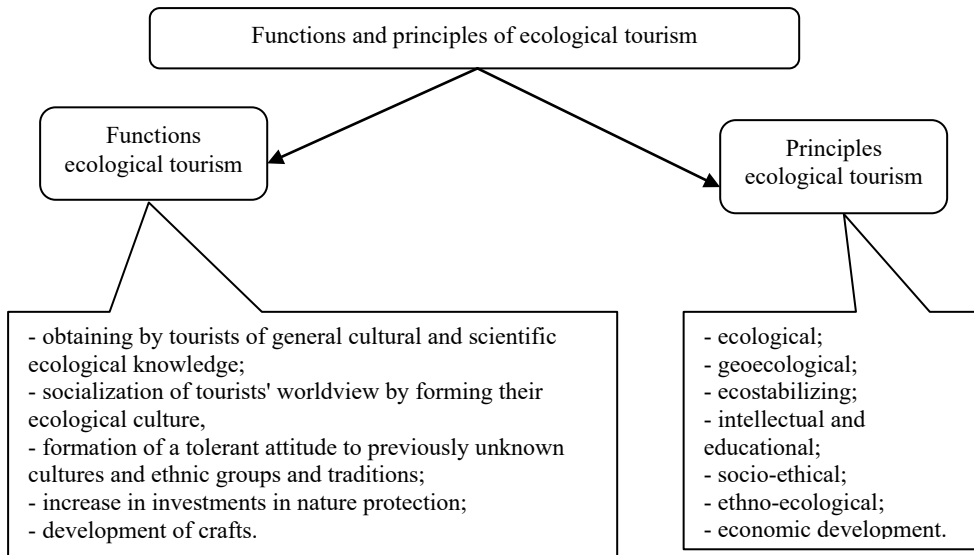 Functions and principles of ecological tourism
Functions
ecological tourism
Principles
ecological tourism
- obtaining by tourists of general cultural and scientific
ecological knowledge;
- socialization of tourists' worldview by forming their
ecological culture,
- formation of a tolerant attitude to previously unknown
cultures and ethnic groups and traditions;
- increase in investments in nature protection;
- development of crafts.
- ecological;
- geoecological;
- ecostabilizing;
- intellectual and
educational;
- socio-ethical;
- ethno-ecological;
- economic development.